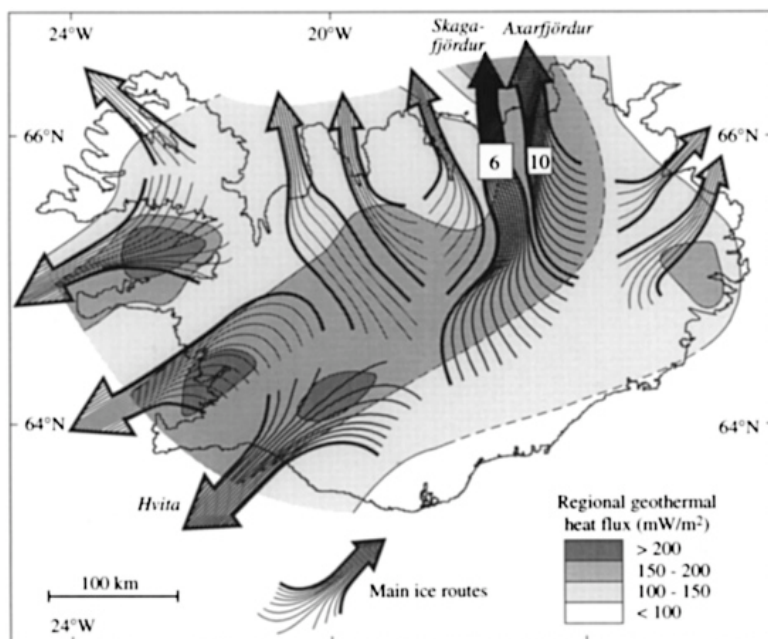 24°W
20°W
Skaga-
fjördur
Axarfjördur
66°N
66°N
6
10
64°N
64°N
Hvita
Regional geothermal
heat flux (mW/m²)
> 200
150 - 200
100 - 150
< 100
100 km
Main ice routes
24°W